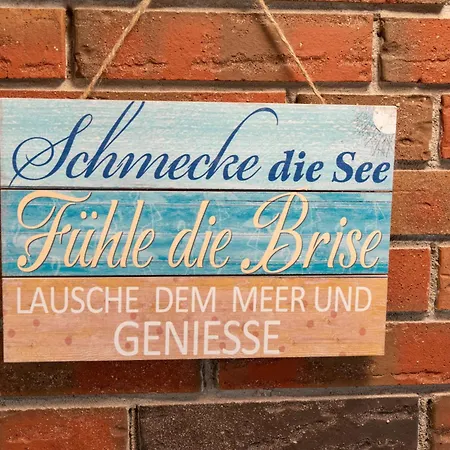 Schmecke die See
Fühle die Brise
LAUSCHE DEM MEER UND
GENIESSE